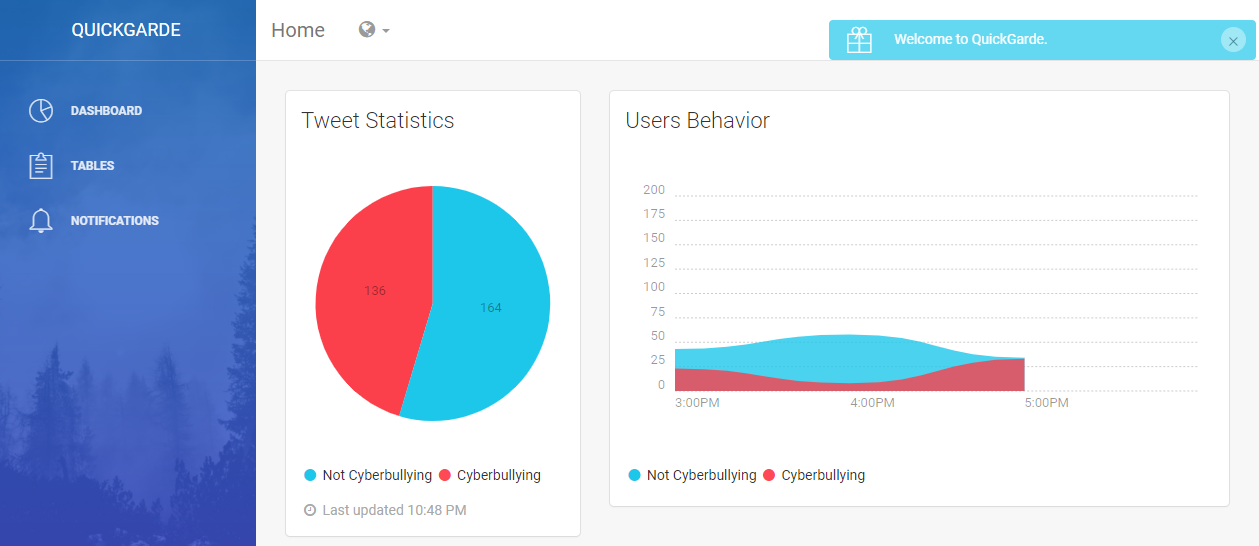 QUICKGARDE
DASHBOARD
TABLES
NOTIFICATIONS
Home
Welcome to QuickGarde.
Tweet Statistics
136
164
Not Cyberbullying Cyberbullying
Last updated 10:48 PM
Users Behavior
200
175
150
125
100
75
50
25
0
3:00PM 4:00PM 5:00PM
Not Cyberbullying Cyberbullying